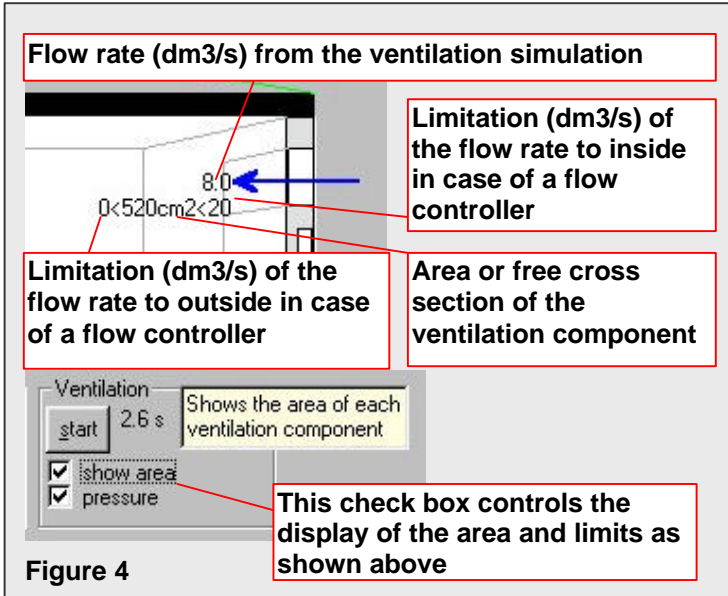 Flow rate (dm3/s) from the ventilation simulation
Limitation (dm3/s) of
the flow rate to inside
in case of a flow
controller
8.0
0<520cm2<20
Limitation (dm3/s) of the
flow rate to outside in case
of a flow controller
Area or free cross
section of the
ventilation component
Ventilation
start
2.6 s
Shows the area of each
ventilation component
show area
pressure
This check box controls the
display of the area and limits as
shown above
Figure 4